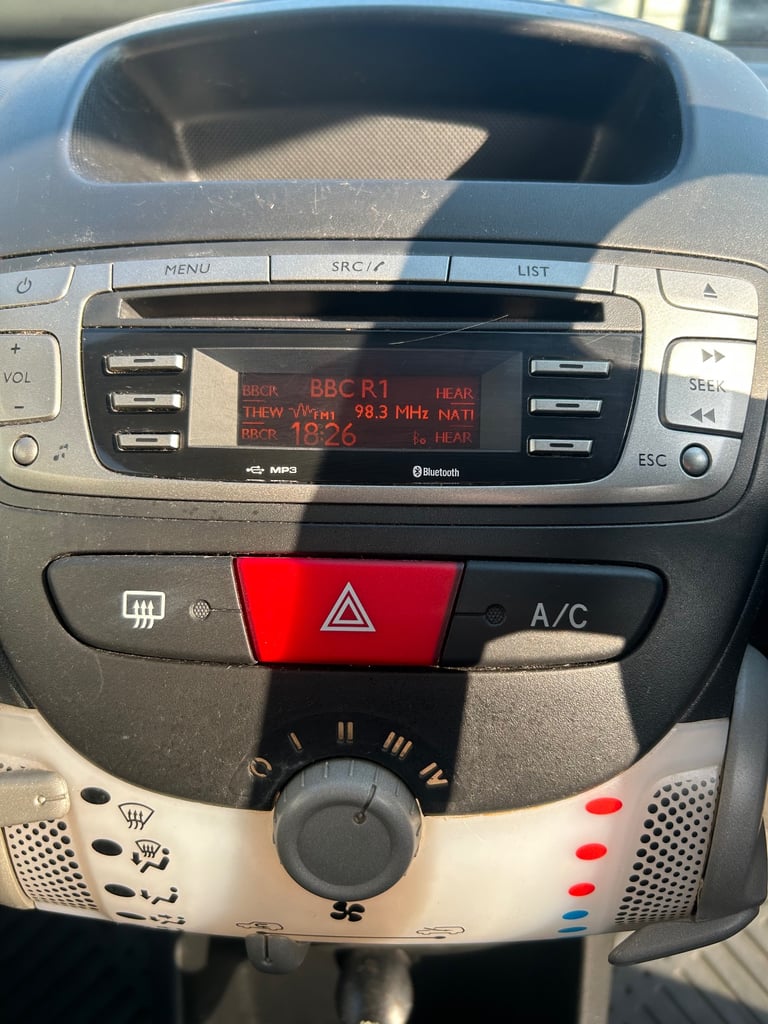 MENU SRC/ LIST
+
VOL
-
SEEK
ESC
BBCR BBC R1 HEAR
THEW FM1 98.3 MHz NATI
BBCR 18:26 HEAR
MP3 Bluetooth
A/C
0 I II III IV